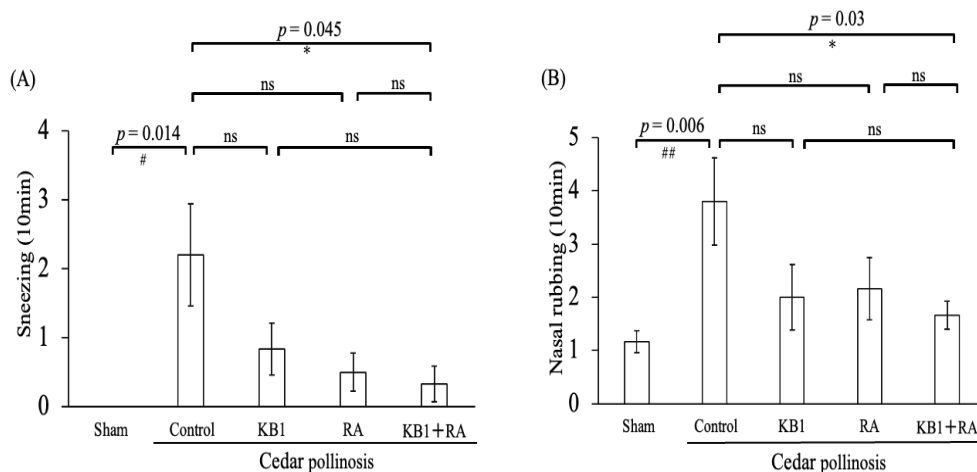 (A)
p = 0.045
*
ns
ns
p = 0.014
#
ns
ns
Sneezing (10min)
4
3
2
1
0
Sham
Control
KB1
RA
KB1+RA
Cedar pollinosis
(B)
p = 0.03
*
ns
ns
p = 0.006
##
ns
ns
Nasal rubbing (10min)
5
4
3
2
1
0
Sham
Control
KB1
RA
KB1+RA
Cedar pollinosis